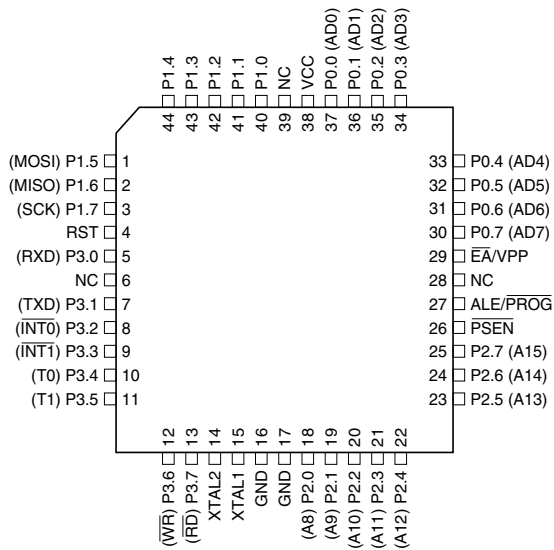 P1.4
P1.3
P1.2
P1.1
P1.0
NC
VCC
P0.0 (AD0)
P0.1 (AD1)
P0.2 (AD2)
P0.3 (AD3)
44
43
42
41
40
39
38
37
36
35
34
(MOSI) P1.5 1
(MISO) P1.6 2
(SCK) P1.7 3
RST 4
(RXD) P3.0 5
NC 6
(TXD) P3.1 7
(INT0) P3.2 8
(INT1) P3.3 9
(T0) P3.4 10
(T1) P3.5 11
33 P0.4 (AD4)
32 P0.5 (AD5)
31 P0.6 (AD6)
30 P0.7 (AD7)
29 EA/VPP
28 NC
27 ALE/PROG
26 PSEN
25 P2.7 (A15)
24 P2.6 (A14)
23 P2.5 (A13)
12
13
14
15
16
17
18
19
20
21
22
(WR) P3.6
(RD) P3.7
XTAL2
XTAL1
GND
GND
(A8) P2.0
(A9) P2.1
(A10) P2.2
(A11) P2.3
(A12) P2.4